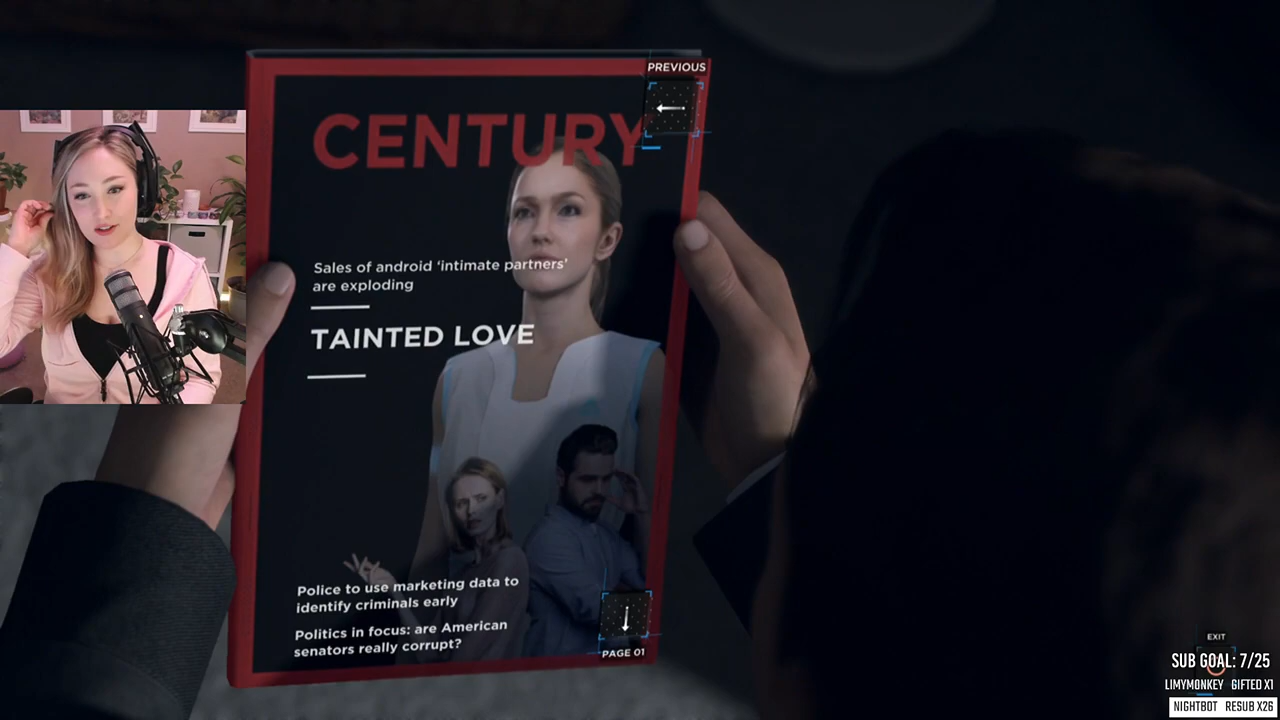 PREVIOUS
CENTURY
Sales of android ‘intimate partners’
are exploding
TAINTED LOVE
Police to use marketing data to
identify criminals early
Politics in focus: are American
senators really corrupt?
PAGE 01
EXIT
SUB GOAL: 7/25
LIMYMONKEY GIFTED X1
NIGHTBOT RESUB X26